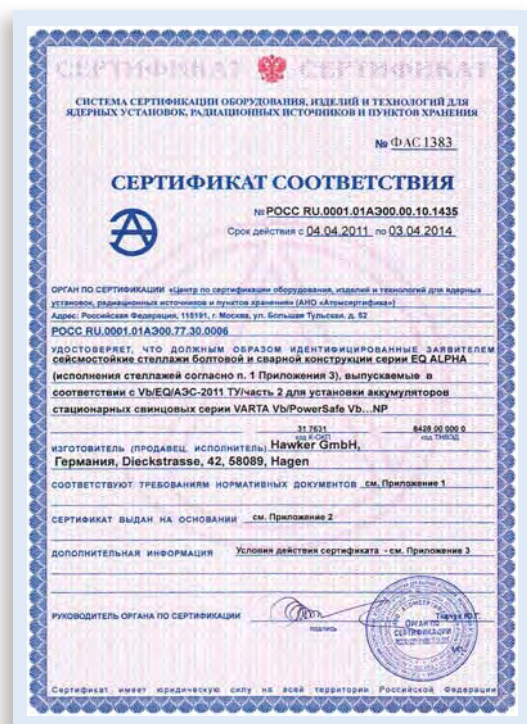 СЕРТИФИКАТ СЕРТИФИКАТ
СИСТЕМА СЕРТИФИКАЦИИ ОБОРУДОВАНИЯ, ИЗДЕЛИЙ И ТЕХНОЛОГИЙ ДЛЯ
ЯДЕРНЫХ УСТАНОВОК, РАДИАЦИОННЫХ ИСТОЧНИКОВ И ПУНКТОВ ХРАНЕНИЯ
№ ФАС 1383
СЕРТИФИКАТ СООТВЕТСТВИЯ
№ РОСС RU.0001.01АЭ00.00.10.1435
Срок действия с 04.04.2011 по 03.04.2014
ОРГАН ПО СЕРТИФИКАЦИИ «Центр по сертификации оборудования, изделий и технологий для ядерных
установок, радиационных источников и пунктов хранения» (АНО «Атомсертифика»)
Адрес: Российская Федерация, 115191, г. Москва, ул. Большая Тульская, д. 52
РОСС RU.0001.01АЭ00.77.30.0006
УДОСТОВЕРЯЕТ, ЧТО ДОЛЖНЫМ ОБРАЗОМ ИДЕНТИФИЦИРОВАННЫЕ ЗАЯВИТЕЛЕМ
сейсмостойкие стеллажи болтовой и сварной конструкции серии EQ ALPHA
(исполнения стеллажей согласно п. 1 Приложения 3), выпускаемые в
соответствии с Vb/EQ/АЭС-2011 ТУ/часть 2 для установки аккумуляторов
стационарных свинцовых серии VARTA Vb/PowerSafe Vb...NP
31 7631 8428 00 000 0
код К-ОКП код ТНВЭД
ИЗГОТОВИТЕЛЬ (ПРОДАВЕЦ, ИСПОЛНИТЕЛЬ) Hawker GmbH,
Германия, Dieckstrasse, 42, 58089, Hagen
СООТВЕТСТВУЮТ ТРЕБОВАНИЯМ НОРМАТИВНЫХ ДОКУМЕНТОВ см. Приложение 1
СЕРТИФИКАТ ВЫДАН НА ОСНОВАНИИ см. Приложение 2
ДОПОЛНИТЕЛЬНАЯ ИНФОРМАЦИЯ Условия действия сертификата - см. Приложение 3
РУКОВОДИТЕЛЬ ОРГАНА ПО СЕРТИФИКАЦИИ
подпись
ОРГАН ПО
СЕРТИФИКАЦИИ
Сертификат имеет юридическую силу на всей территории Российской Федерации